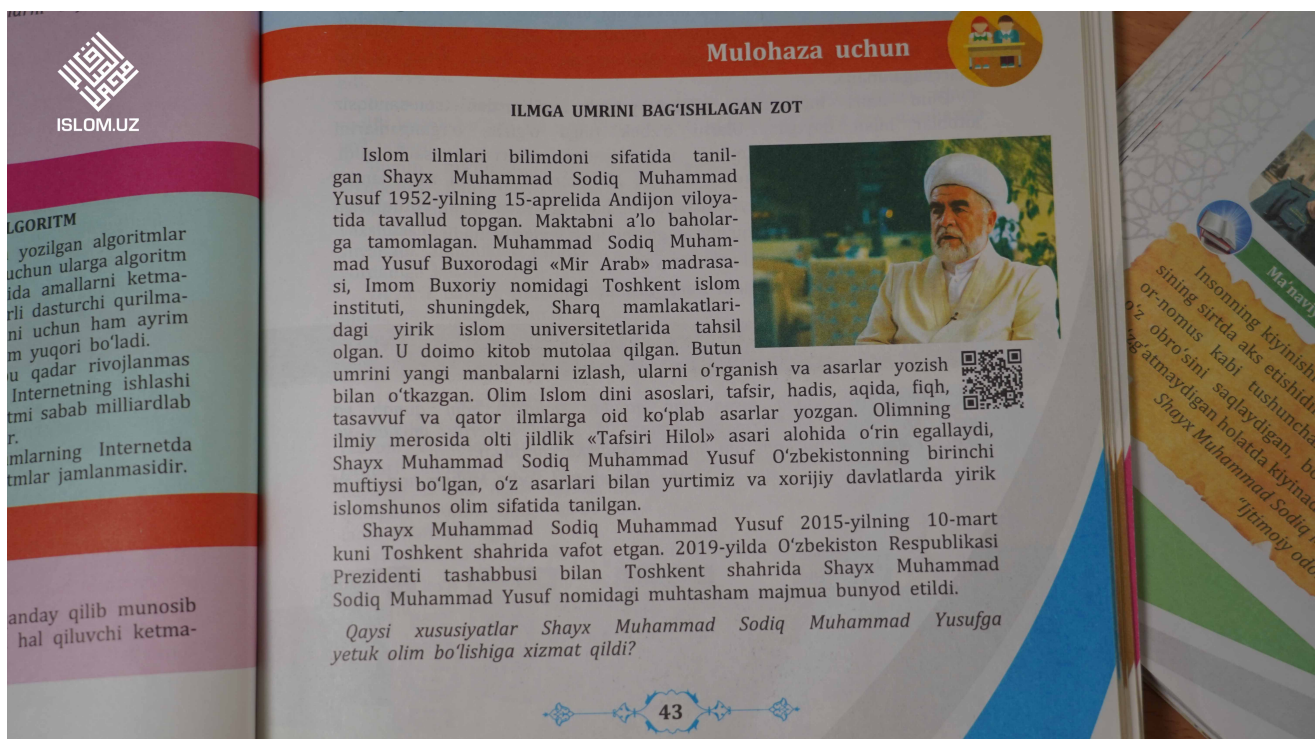 ISLOM.UZ
LGORITM
yozilgan algoritmlar
uchun ularga algoritm
ida amallarni ketma-
rli dasturchi qurilma-
ni uchun ham ayrim
m yuqori bo‘ladi.
u qadar rivojlanmas
Internetning ishlashi
tmi sabab milliardlab
r.
mlarning Internetda
tmlar jamlanmasidir.
anday qilib munosib
hal qiluvchi ketma-
Mulohaza uchun
ILMGA UMRINI BAG‘ISHLAGAN ZOT
Islom ilmlari bilimdoni sifatida tanil-
gan Shayx Muhammad Sodiq Muhammad
Yusuf 1952-yilning 15-aprelida Andijon viloya-
tida tavallud topgan. Maktabni a’lo baholar-
ga tamomlagan. Muhammad Sodiq Muham-
mad Yusuf Buxorodagi «Mir Arab» madrasa-
si, Imom Buxoriy nomidagi Toshkent islom
instituti, shuningdek, Sharq mamlakatlari-
dagi yirik islom universitetlarida tahsil
olgan. U doimo kitob mutolaa qilgan. Butun
umrini yangi manbalarni izlash, ularni o‘rganish va asarlar yozish
bilan o‘tkazgan. Olim Islom dini asoslari, tafsir, hadis, aqida, fiqh,
tasavvuf va qator ilmlarga oid ko‘plab asarlar yozgan. Olimning
ilmiy merosida olti jildlik «Tafsiri Hilol» asari alohida o‘rin egallaydi,
Shayx Muhammad Sodiq Muhammad Yusuf O‘zbekistonning birinchi
muftiysi bo‘lgan, o‘z asarlari bilan yurtimiz va xorijiy davlatlarda yirik
islomshunos olim sifatida tanilgan.
Shayx Muhammad Sodiq Muhammad Yusuf 2015-yilning 10-mart
kuni Toshkent shahrida vafot etgan. 2019-yilda O‘zbekiston Respublikasi
Prezidenti tashabbusi bilan Toshkent shahrida Shayx Muhammad
Sodiq Muhammad Yusuf nomidagi muhtasham majmua bunyod etildi.
Qaysi xususiyatlar Shayx Muhammad Sodiq Muhammad Yusufga
yetuk olim bo‘lishiga xizmat qildi?
43
Ma’naviy
Insonning kiyinish
sining sirtda aks etishidi
or-nomus kabi tushuncha
o‘z obro‘sini saqlaydigan, b
zg‘atmaydigan holatda kiyinad
Shayx Muhammad Sodiq
“Ijtimoiy odo